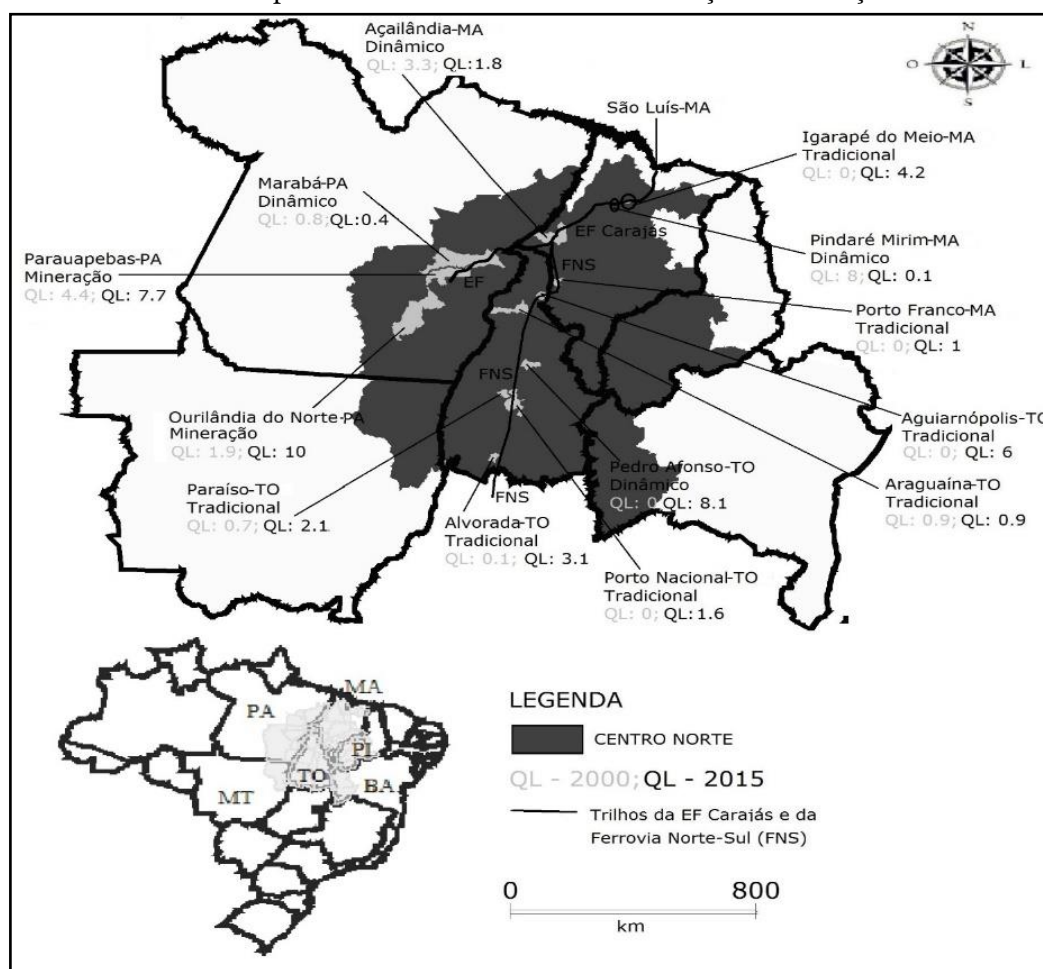 Açailândia-MA
Dinâmico
QL: 3.3; QL:1.8
N
O
L
S
São Luís-MA
Igarapé do Meio-MA
Tradicional
QL: 0; QL: 4.2
Marabá-PA
Dinâmico
QL: 0.8; QL:0.4
EF Carajás
Pindaré Mirim-MA
Dinâmico
QL: 8; QL: 0.1
Parauapebas-PA
Mineração
QL: 4.4; QL: 7.7
EF
FNS
Porto Franco-MA
Tradicional
QL: 0; QL: 1
FNS
Ourilândia do Norte-PA
Mineração
QL: 1.9; QL: 10
Aguiarnópolis-TO
Tradicional
QL: 0; QL: 6
Paraíso-TO
Tradicional
QL: 0.7; QL: 2.1
Pedro Afonso-TO
Dinâmico
QL: 0 QL: 8.1
Araguaína-TO
Tradicional
QL: 0.9; QL: 0.9
FNS
Alvorada-TO
Tradicional
QL: 0.1; QL: 3.1
Porto Nacional-TO
Tradicional
QL: 0; QL:1.6
MA
PA
PI
TO
BA
MT
LEGENDA
CENTRO NORTE
QL - 2000; QL - 2015
Trilhos da EF Carajás e da
Ferrovia Norte-Sul (FNS)
0 800
km